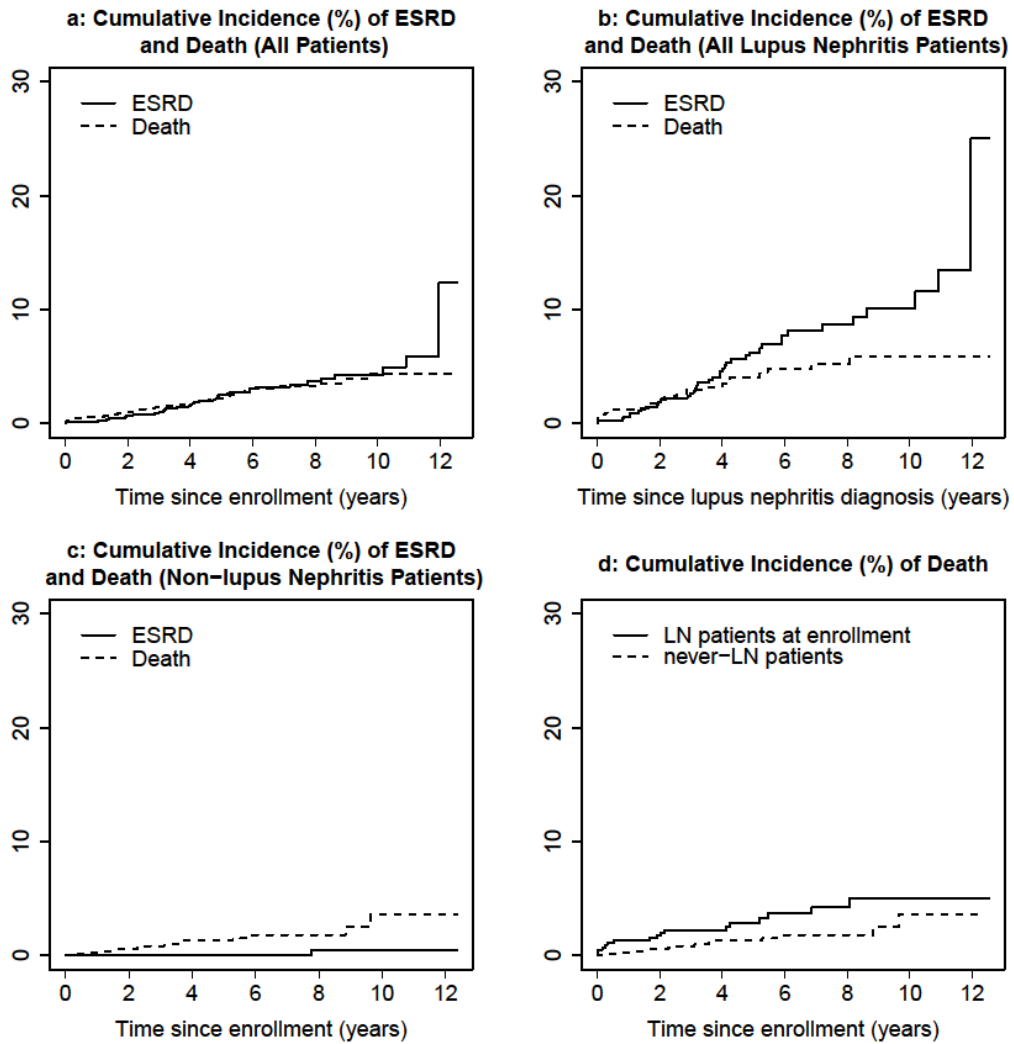 a: Cumulative Incidence (%) of ESRD
and Death (All Patients)
30
20
10
0
ESRD
Death
0 2 4 6 8 10 12
Time since enrollment (years)
b: Cumulative Incidence (%) of ESRD
and Death (All Lupus Nephritis Patients)
30
20
10
0
ESRD
Death
0 2 4 6 8 10 12
Time since lupus nephritis diagnosis (years)
c: Cumulative Incidence (%) of ESRD
and Death (Non−lupus Nephritis Patients)
30
20
10
0
ESRD
Death
0 2 4 6 8 10 12
Time since enrollment (years)
d: Cumulative Incidence (%) of Death
30
20
10
0
LN patients at enrollment
never−LN patients
0 2 4 6 8 10 12
Time since enrollment (years)